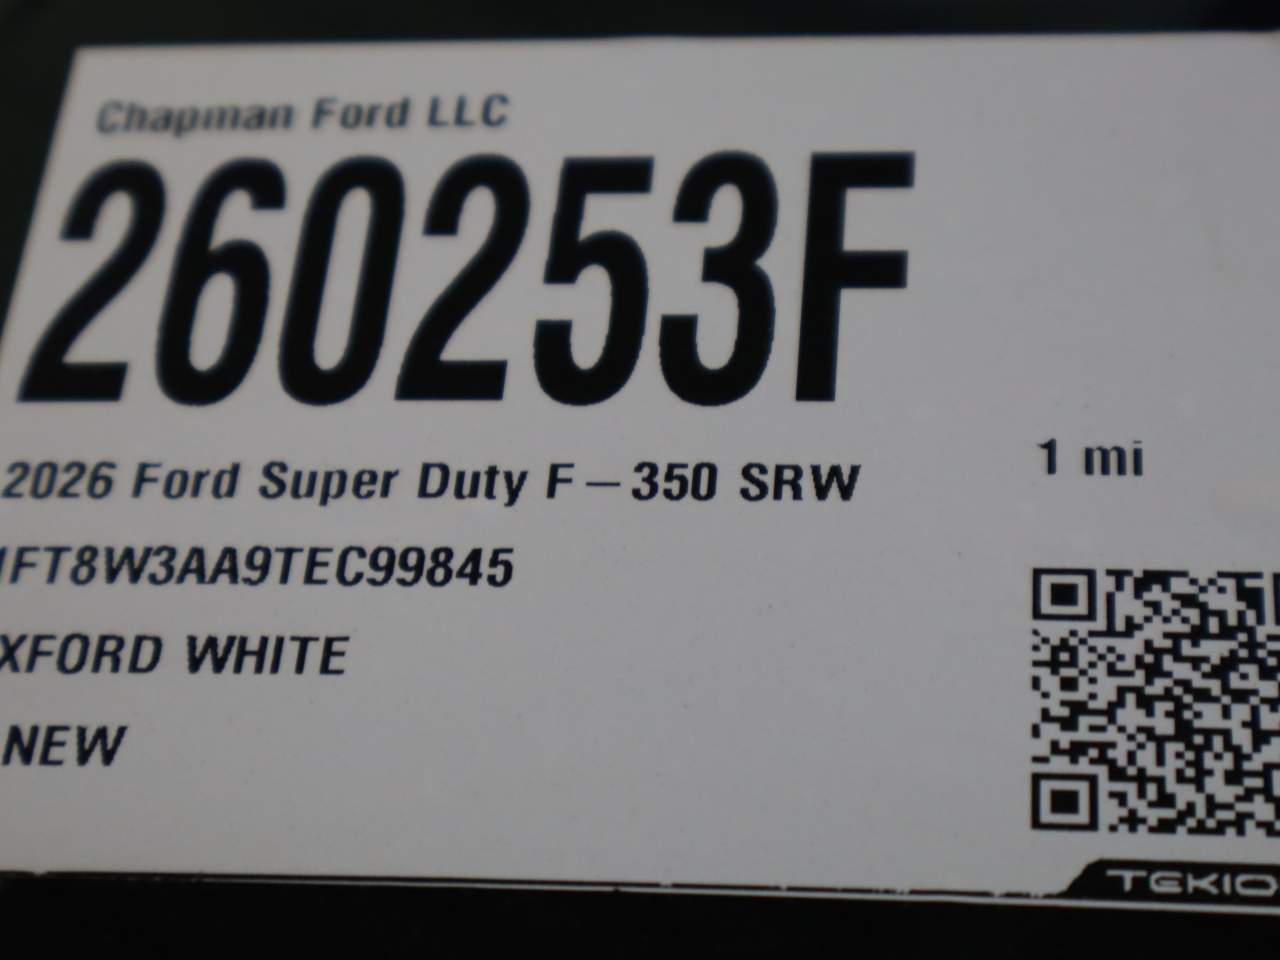 Chapman Ford LLC
260253F
2026 Ford Super Duty F-350 SRW
1 mi
1FT8W3AA9TEC99845
XFORD WHITE
NEW
TEKIO